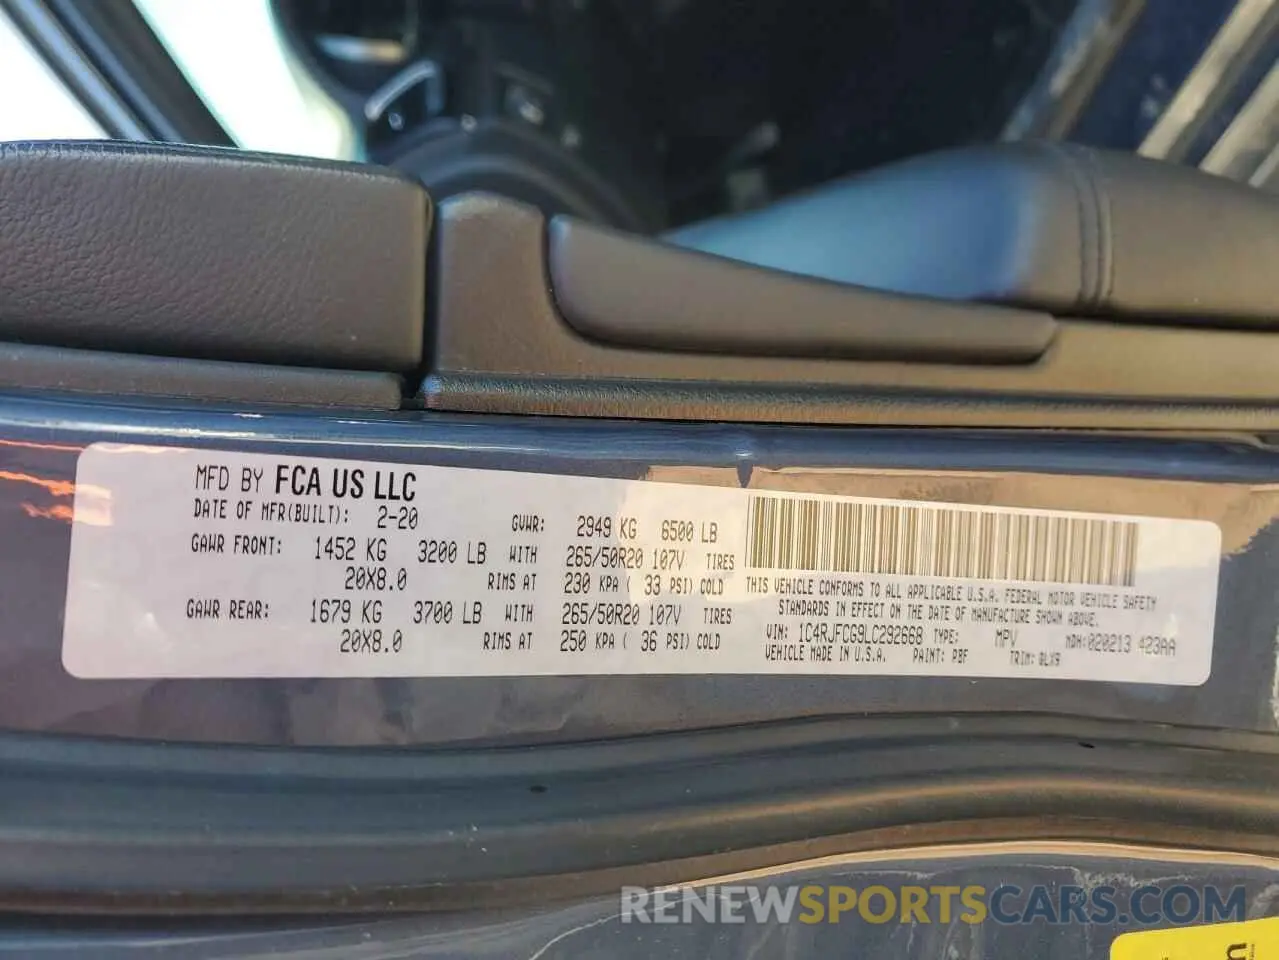 MFD BY FCA US LLC
DATE OF MFR(BUILT): 2-20 GVWR: 2949 KG 6500 LB
GAWR FRONT: 1452 KG 3200 LB WITH 265/50R20 107V TIRES
20X8.0 RIMS AT 230 KPA ( 33 PSI) COLD
GAWR REAR: 1679 KG 3700 LB WITH 265/50R20 107V TIRES
20X8.0 RIMS AT 250 KPA ( 36 PSI) COLD
THIS VEHICLE CONFORMS TO ALL APPLICABLE U.S.A. FEDERAL MOTOR VEHICLE SAFETY
STANDARDS IN EFFECT ON THE DATE OF MANUFACTURE SHOWN ABOVE.
VIN: 1C4RJFCG9LC292668 TYPE: MPV MDH:020213 423AA
VEHICLE MADE IN U.S.A. PAINT: PBF TRIM: GLX9
RENEWSPORTSCARS.COM